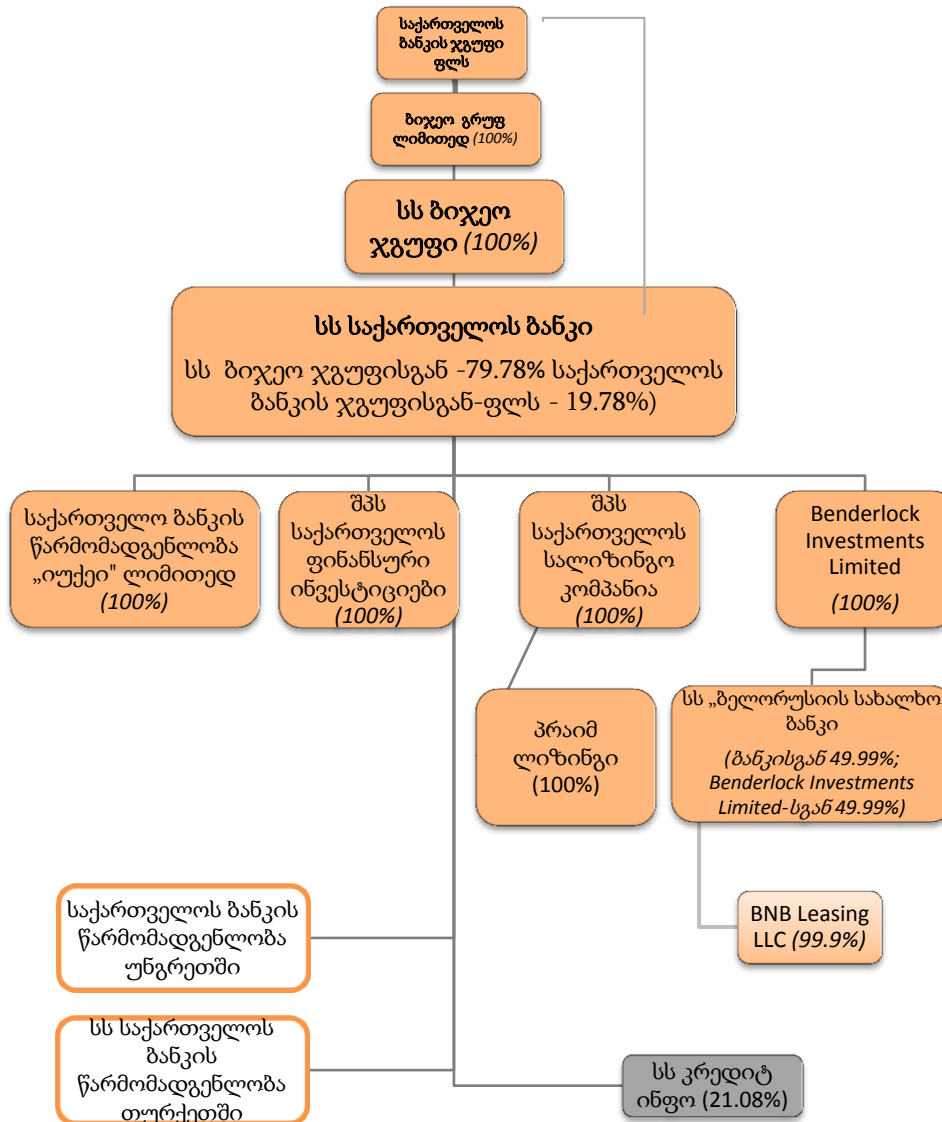 საქართველოს
ბანკის ჯგუფი
ფლს
ბიჯეო გრუფ
ლიმითედ (100%)
სს ბიჯეო
ჯგუფი (100%)
სს საქართველოს ბანკი
სს ბიჯეო ჯგუფისგან -79.78% საქართველოს
ბანკის ჯგუფისგან-ფლს - 19.78%)
საქართველო ბანკის
წარმომადგენლობა
„იუქეი" ლიმითედ
(100%)
შპს
საქართველოს
ფინანსური
ინვესტიციები
(100%)
შპს
საქართველოს
სალიზინგო
კომპანია
(100%)
Benderlock
Investments
Limited
(100%)
პრაიმ
ლიზინგი
(100%)
სს „ბელორუსიის სახალხო
ბანკი
(ბანკისგან 49.99%;
Benderlock Investments
Limited-სგან 49.99%)
BNB Leasing
LLC (99.9%)
საქართველოს ბანკის
წარმომადგენლობა
უნგრეთში
სს საქართველოს
ბანკის
წარმომადგენლობა
თურქეთში
სს კრედიტ
ინფო (21.08%)